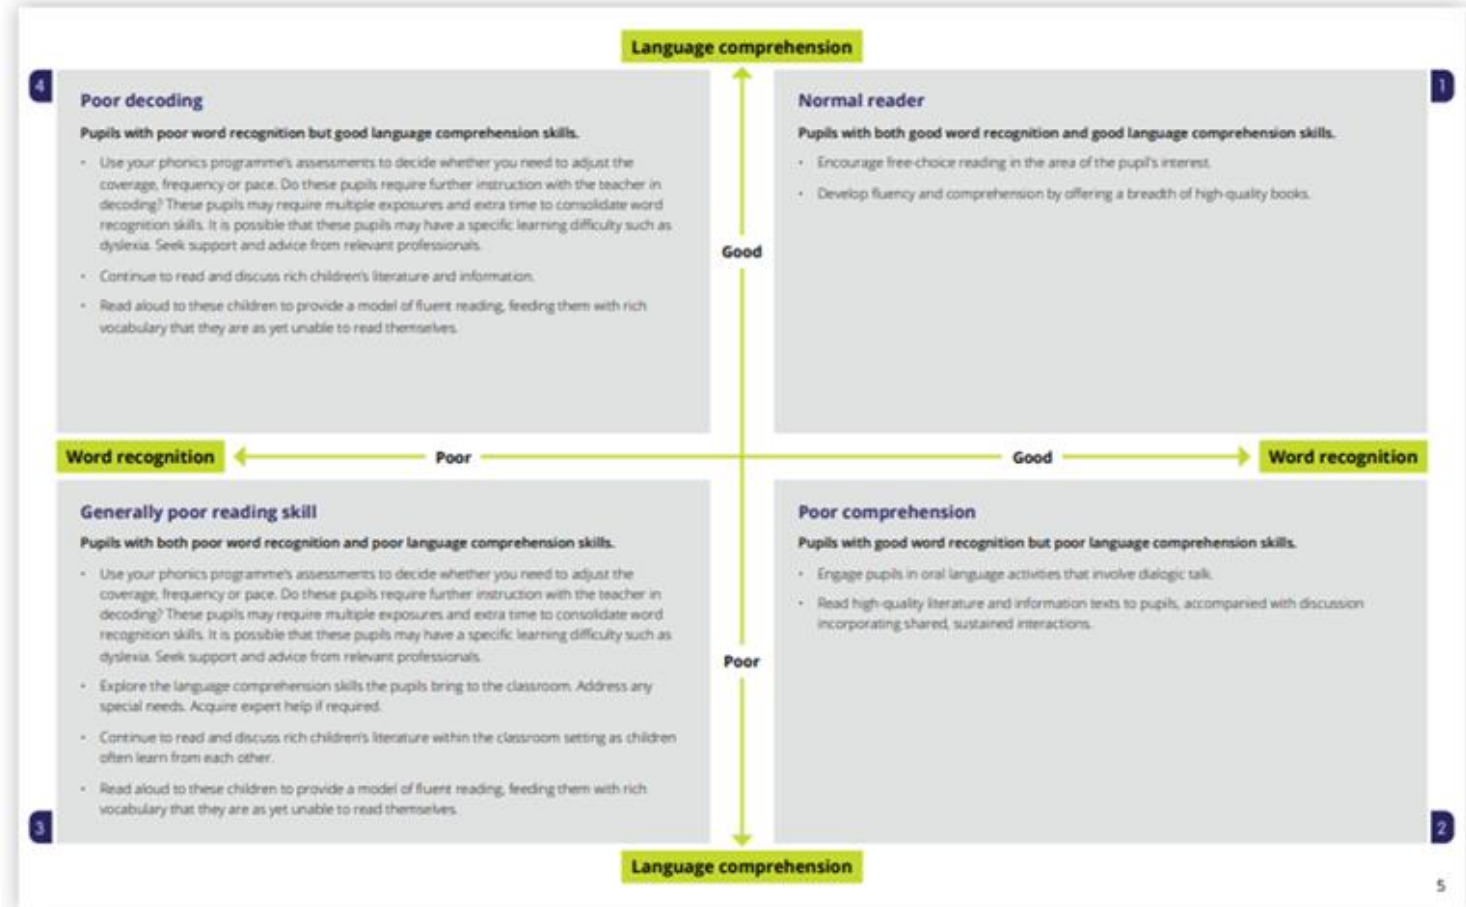 Language comprehension
4
Poor decoding
Pupils with poor word recognition but good language comprehension skills.
• Use your phonics programme's assessments to decide whether you need to adjust the
coverage, frequency or pace. Do these pupils require further instruction with the teacher in
decoding? These pupils may require multiple exposures and extra time to consolidate word
recognition skills. It is possible that these pupils may have a specific learning difficulty such as
dyslexia. Seek support and advice from relevant professionals.
• Continue to read and discuss rich children's literature and information.
• Read aloud to these children to provide a model of fluent reading, feeding them with rich
vocabulary that they are as yet unable to read themselves.
1
Normal reader
Pupils with both good word recognition and good language comprehension skills.
• Encourage free-choice reading in the area of the pupil's interest.
• Develop fluency and comprehension by offering a breadth of high-quality books.
Good
Word recognition
Poor
Good
Word recognition
Generally poor reading skill
Pupils with both poor word recognition and poor language comprehension skills.
• Use your phonics programme's assessments to decide whether you need to adjust the
coverage, frequency or pace. Do these pupils require further instruction with the teacher in
decoding? These pupils may require multiple exposures and extra time to consolidate word
recognition skills. It is possible that these pupils may have a specific learning difficulty such as
dyslexia. Seek support and advice from relevant professionals.
• Explore the language comprehension skills the pupils bring to the classroom. Address any
special needs. Acquire expert help if required.
• Continue to read and discuss rich children's literature within the classroom setting as children
often learn from each other.
• Read aloud to these children to provide a model of fluent reading, feeding them with rich
vocabulary that they are as yet unable to read themselves.
3
Poor
Poor comprehension
Pupils with good word recognition but poor language comprehension skills.
• Engage pupils in oral language activities that involve dialogic talk.
• Read high-quality literature and information texts to pupils, accompanied with discussion
incorporating shared, sustained interactions.
2
Language comprehension
5